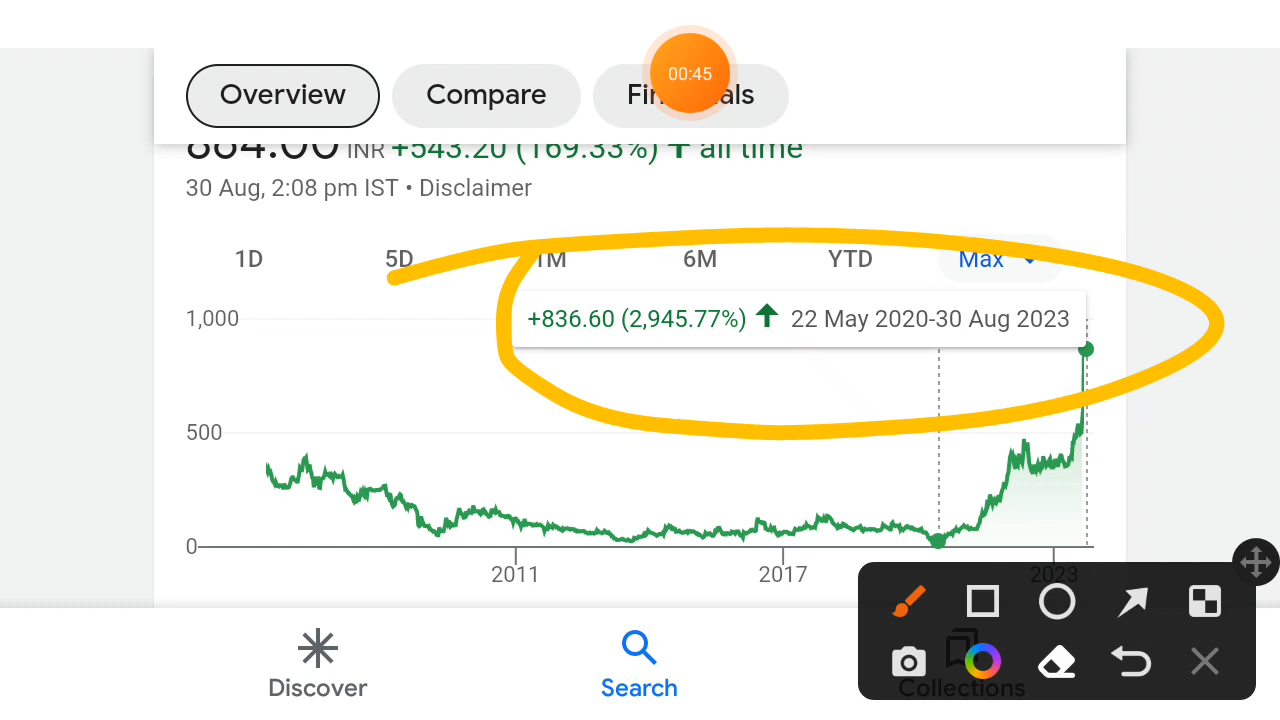 00:45
Overview Compare
864.00 INR +543.20 (169.33%) ↑ all time
30 Aug, 2:08 pm IST • Disclaimer
1D 5D 1M 6M YTD Max
+836.60 (2,945.77%) ↑ 22 May 2020-30 Aug 2023
1,000
500
0
2011 2017 2023
Discover Search Collections